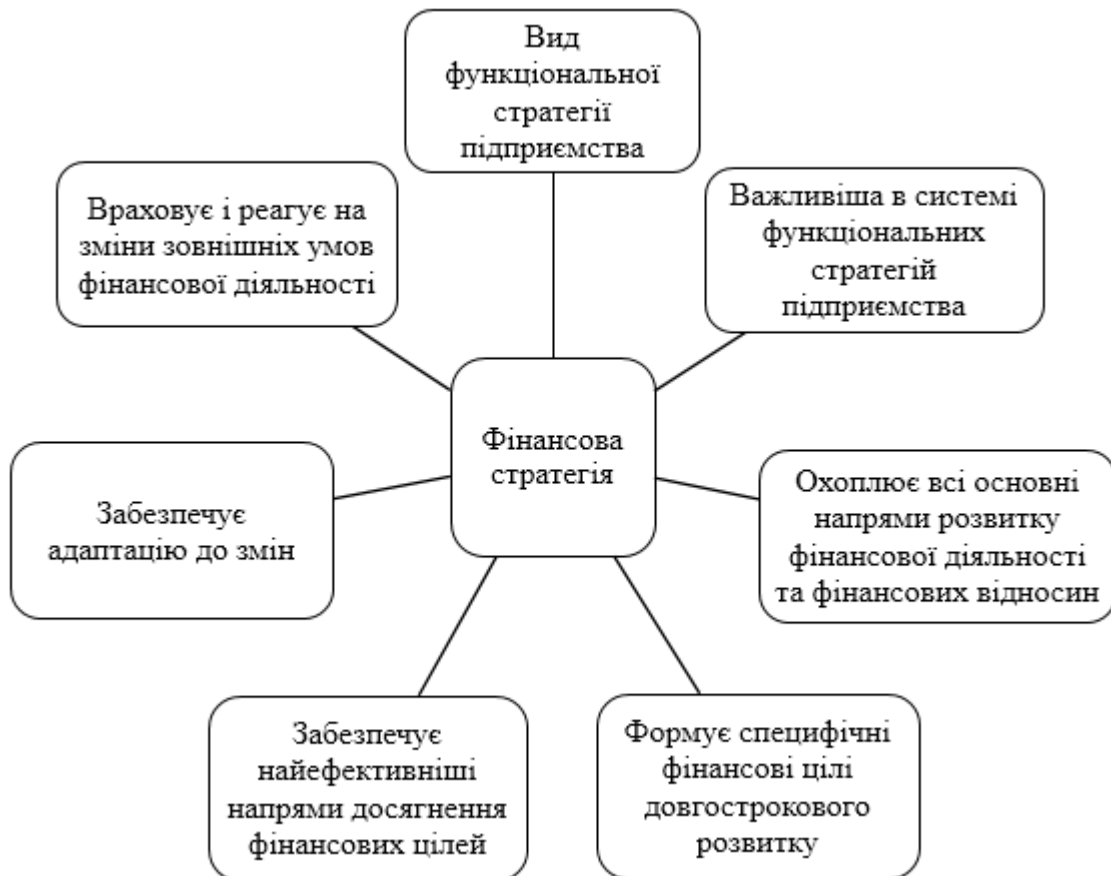 Вид
функціональної
стратегії
підприємства
Враховує і реагує на
зміни зовнішніх умов
фінансової діяльності
Важливіша в системі
функціональних
стратегій
підприємства
Фінансова
стратегія
Забезпечує
адаптацію до змін
Охоплює всі основні
напрями розвитку
фінансової діяльності
та фінансових відносин
Забезпечує
найефективніші
напрями досягнення
фінансових цілей
Формує специфічні
фінансові цілі
довгострокового
розвитку